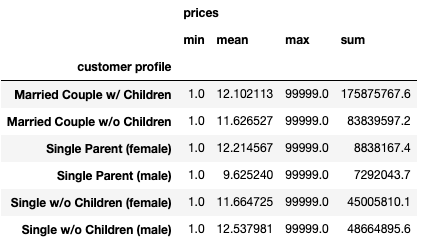 prices
min mean max sum
customer profile
Married Couple w/ Children 1.0 12.102113 99999.0 175875767.6
Married Couple w/o Children 1.0 11.626527 99999.0 83839597.2
Single Parent (female) 1.0 12.214567 99999.0 8838167.4
Single Parent (male) 1.0 9.625240 99999.0 7292043.7
Single w/o Children (female) 1.0 11.664725 99999.0 45005810.1
Single w/o Children (male) 1.0 12.537981 99999.0 48664895.6